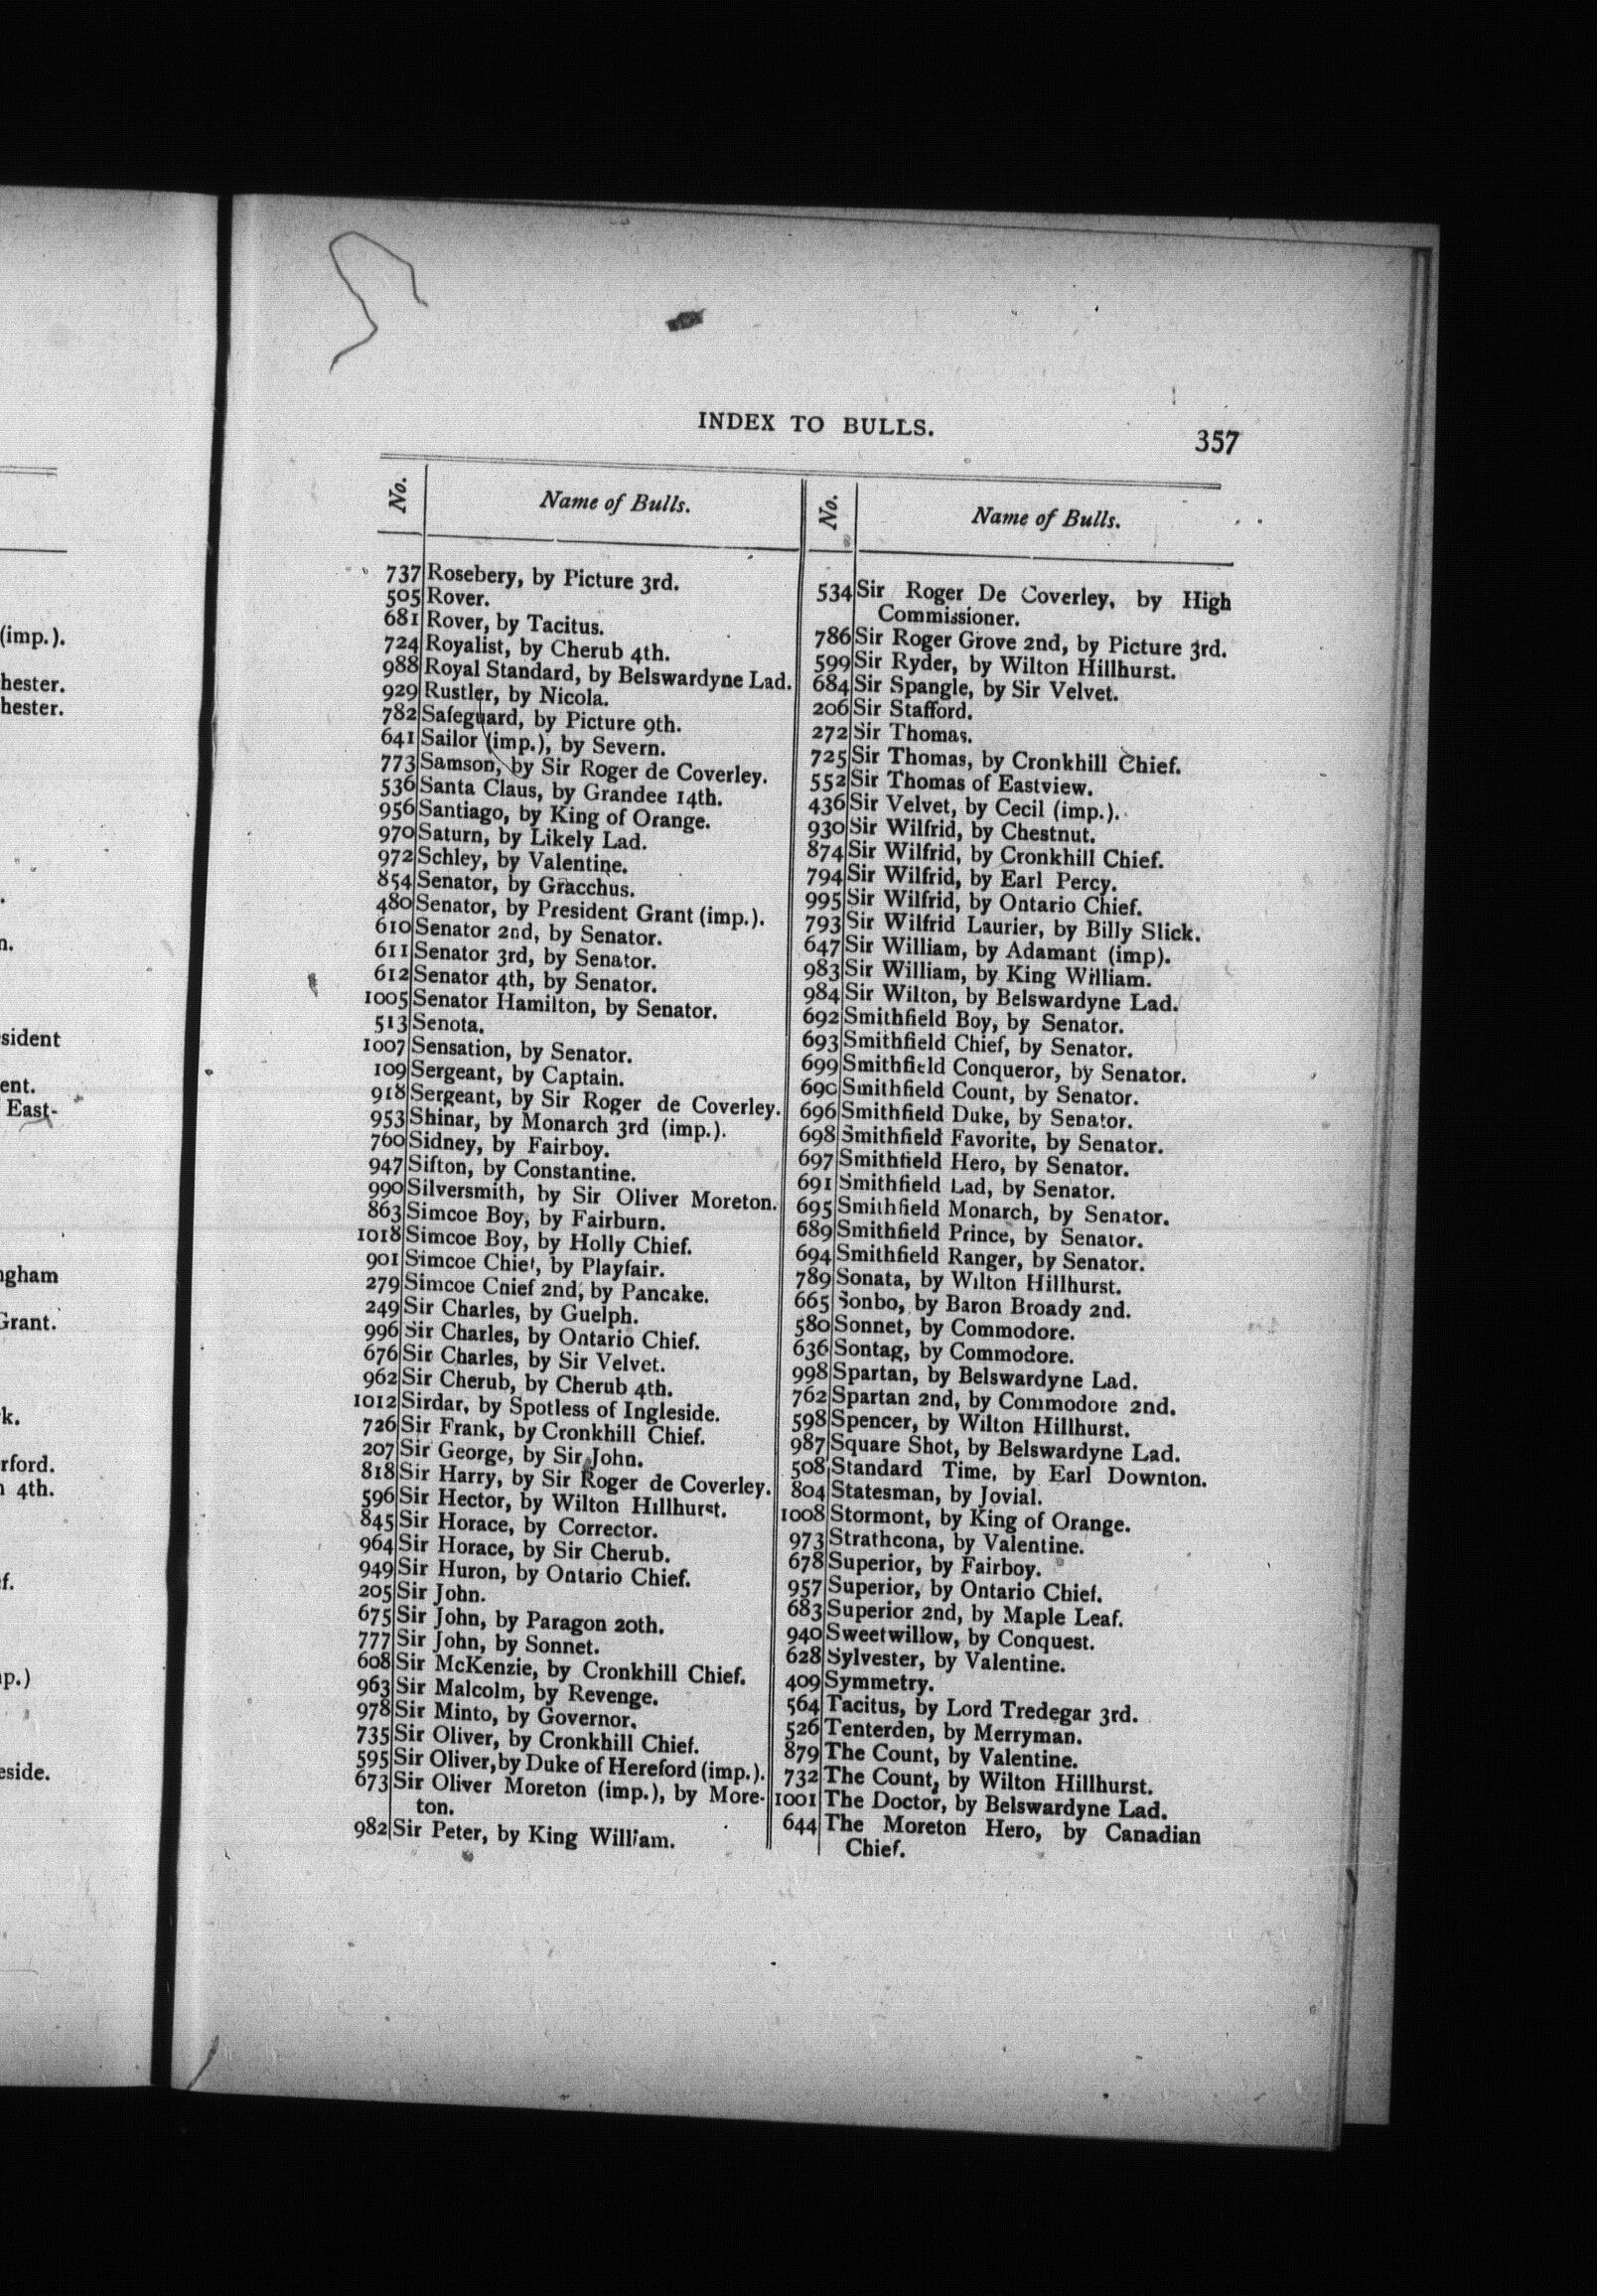 INDEX TO BULLS.
357
No.
Name of Bulls.
737 Rosebery, by Picture 3rd.
505 Rover.
681 Rover, by Tacitus.
724 Royalist, by Cherub 4th.
988 Royal Standard, by Belswardyne Lad.
929 Rustler, by Nicola.
782 Safeguard, by Picture 9th.
641 Sailor (imp.), by Severn.
773 Samson, by Sir Roger de Coverley.
536 Santa Claus, by Grandee 14th.
956 Santiago, by King of Orange.
970 Saturn, by Likely Lad.
972 Schley, by Valentine.
854 Senator, by Gracchus.
480 Senator, by President Grant (imp.).
610 Senator 2nd, by Senator.
611 Senator 3rd, by Senator.
612 Senator 4th, by Senator.
1005 Senator Hamilton, by Senator.
513 Senota.
1007 Sensation, by Senator.
109 Sergeant, by Captain.
918 Sergeant, by Sir Roger de Coverley.
953 Shinar, by Monarch 3rd (imp.).
760 Sidney, by Fairboy.
947 Sifton, by Constantine.
990 Silversmith, by Sir Oliver Moreton.
863 Simcoe Boy, by Fairburn.
1018 Simcoe Boy, by Holly Chief.
901 Simcoe Chief, by Playfair.
279 Simcoe Cnief 2nd, by Pancake.
249 Sir Charles, by Guelph.
996 Sir Charles, by Ontario Chief.
676 Sir Charles, by Sir Velvet.
962 Sir Cherub, by Cherub 4th.
1012 Sirdar, by Spotless of Ingleside.
726 Sir Frank, by Cronkhill Chief.
207 Sir George, by Sir John.
818 Sir Harry, by Sir Roger de Coverley.
596 Sir Hector, by Wilton Hillhurst.
845 Sir Horace, by Corrector.
964 Sir Horace, by Sir Cherub.
949 Sir Huron, by Ontario Chief.
205 Sir John.
675 Sir John, by Paragon 20th.
777 Sir John, by Sonnet.
608 Sir McKenzie, by Cronkhill Chief.
963 Sir Malcolm, by Revenge.
978 Sir Minto, by Governor.
735 Sir Oliver, by Cronkhill Chief.
595 Sir Oliver, by Duke of Hereford (imp.).
673 Sir Oliver Moreton (imp.), by More-
ton.
982 Sir Peter, by King William.
No.
Name of Bulls.
534 Sir Roger De Coverley, by High
Commissioner.
786 Sir Roger Grove 2nd, by Picture 3rd.
599 Sir Ryder, by Wilton Hillhurst.
684 Sir Spangle, by Sir Velvet.
206 Sir Stafford.
272 Sir Thomas.
725 Sir Thomas, by Cronkhill Chief.
552 Sir Thomas of Eastview.
436 Sir Velvet, by Cecil (imp.).
930 Sir Wilfrid, by Chestnut.
874 Sir Wilfrid, by Cronkhill Chief.
794 Sir Wilfrid, by Earl Percy.
995 Sir Wilfrid, by Ontario Chief.
793 Sir Wilfrid Laurier, by Billy Slick.
647 Sir William, by Adamant (imp).
983 Sir William, by King William.
984 Sir Wilton, by Belswardyne Lad.
692 Smithfield Boy, by Senator.
693 Smithfield Chief, by Senator.
699 Smithfield Conqueror, by Senator.
690 Smithfield Count, by Senator.
696 Smithfield Duke, by Senator.
698 Smithfield Favorite, by Senator.
697 Smithfield Hero, by Senator.
691 Smithfield Lad, by Senator.
695 Smithfield Monarch, by Senator.
689 Smithfield Prince, by Senator.
694 Smithfield Ranger, by Senator.
789 Sonata, by Wilton Hillhurst.
665 Sonbo, by Baron Broady 2nd.
580 Sonnet, by Commodore.
636 Sontag, by Commodore.
998 Spartan, by Belswardyne Lad.
762 Spartan 2nd, by Commodore 2nd.
598 Spencer, by Wilton Hillhurst.
987 Square Shot, by Belswardyne Lad.
508 Standard Time, by Earl Downton.
804 Statesman, by Jovial.
1008 Stormont, by King of Orange.
973 Strathcona, by Valentine.
678 Superior, by Fairboy.
957 Superior, by Ontario Chief.
683 Superior 2nd, by Maple Leaf.
940 Sweetwillow, by Conquest.
628 Sylvester, by Valentine.
409 Symmetry.
564 Tacitus, by Lord Tredegar 3rd.
526 Tenterden, by Merryman.
879 The Count, by Valentine.
732 The Count, by Wilton Hillhurst.
1001 The Doctor, by Belswardyne Lad.
644 The Moreton Hero, by Canadian
Chief.